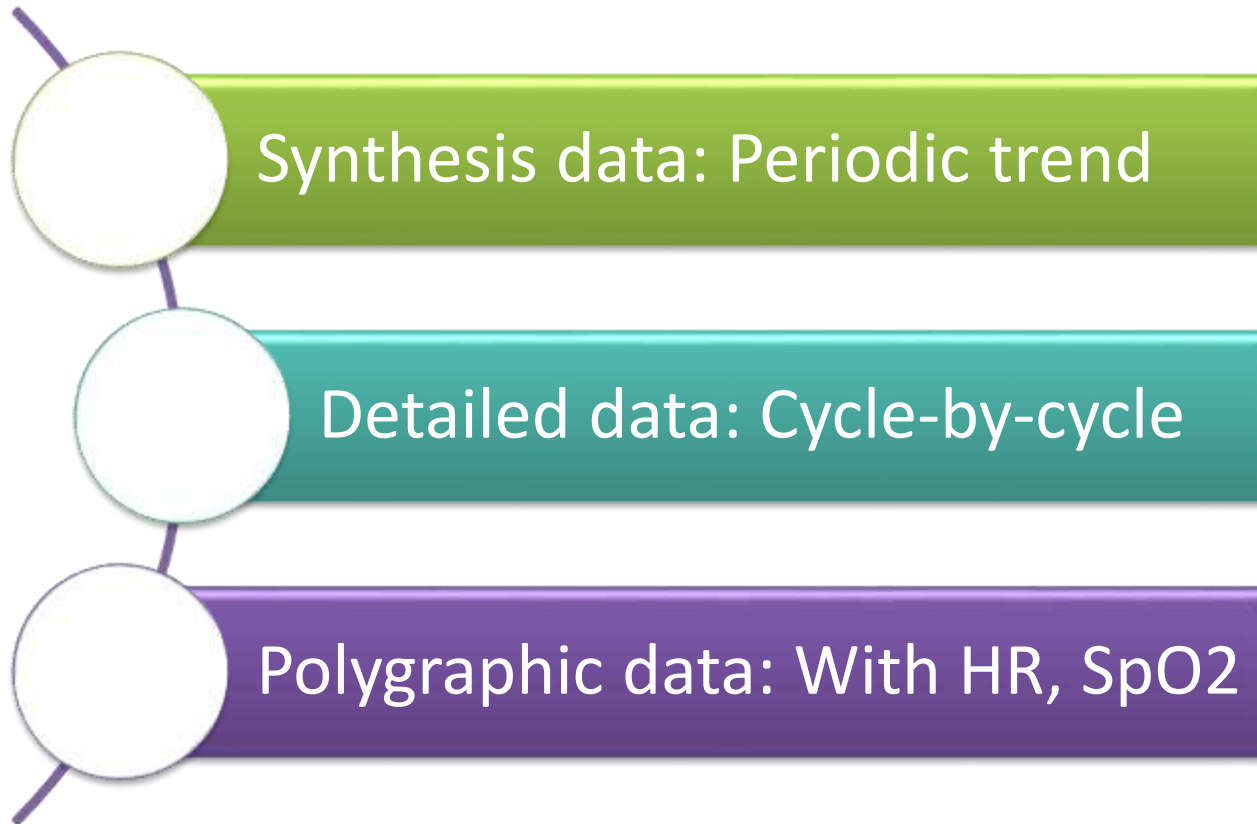 Synthesis data: Periodic trend
Detailed data: Cycle-by-cycle
Polygraphic data: With HR, SpO2